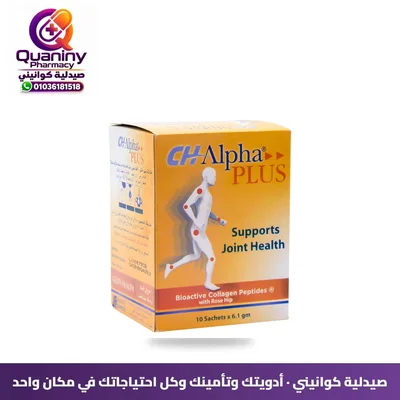 Quaniny
Pharmacy
صيدلية كوانيني
01036181518
CH-Alpha®
PLUS
Supports
Joint Health
Bioactive Collagen Peptides ®
with Rose Hip
10 Sachets x 6.1 gm
صيدلية كوانيني - أدويتك وتأمينك وكل احتياجاتك في مكان واحد